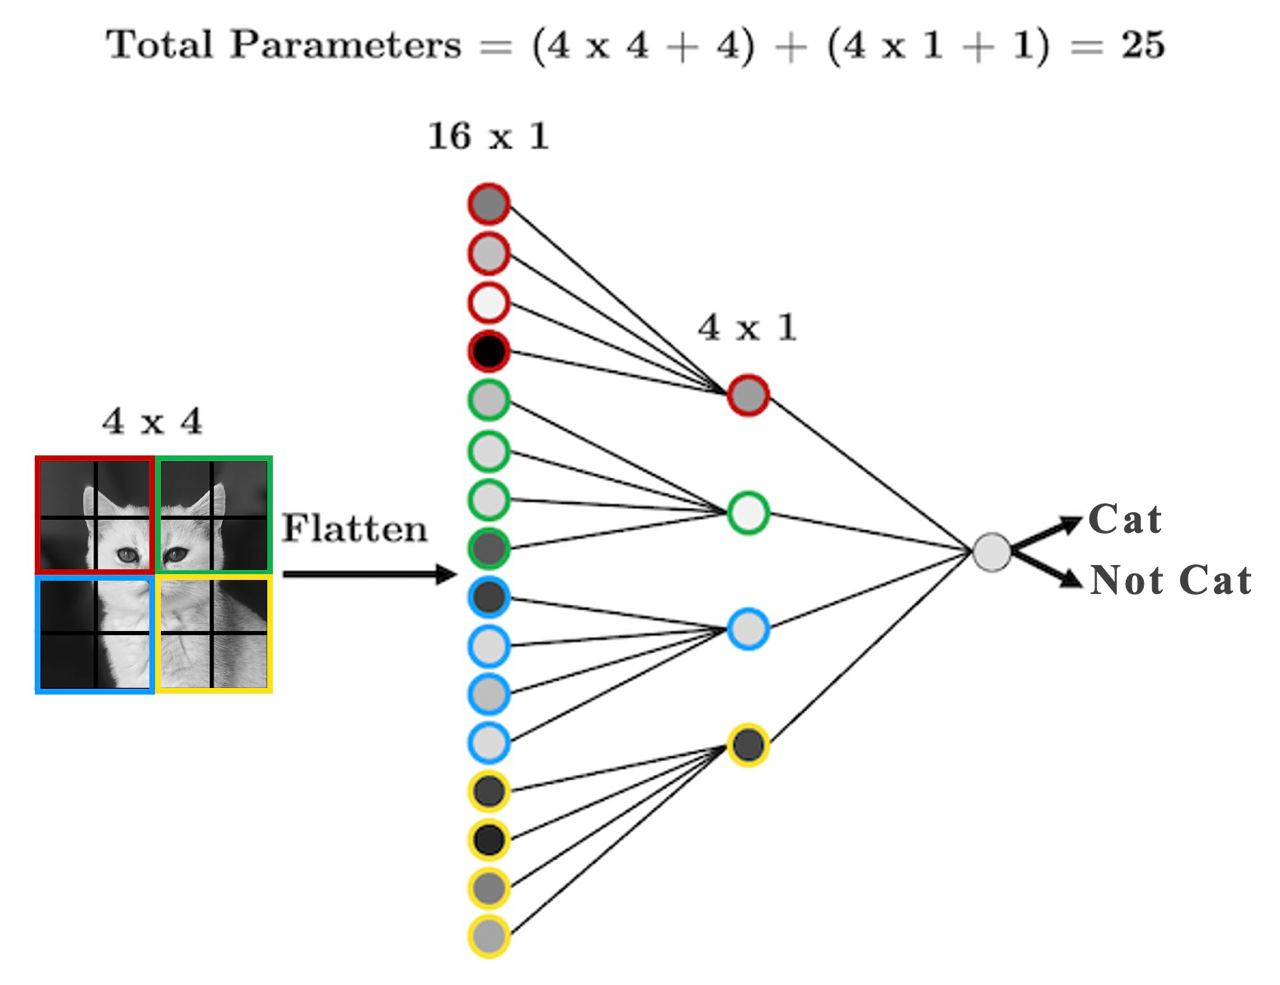 Total Parameters = (4 x 4 + 4) + (4 x 1 + 1) = 25
16 x 1
4 x 1
4 x 4
Flatten
Cat
Not Cat